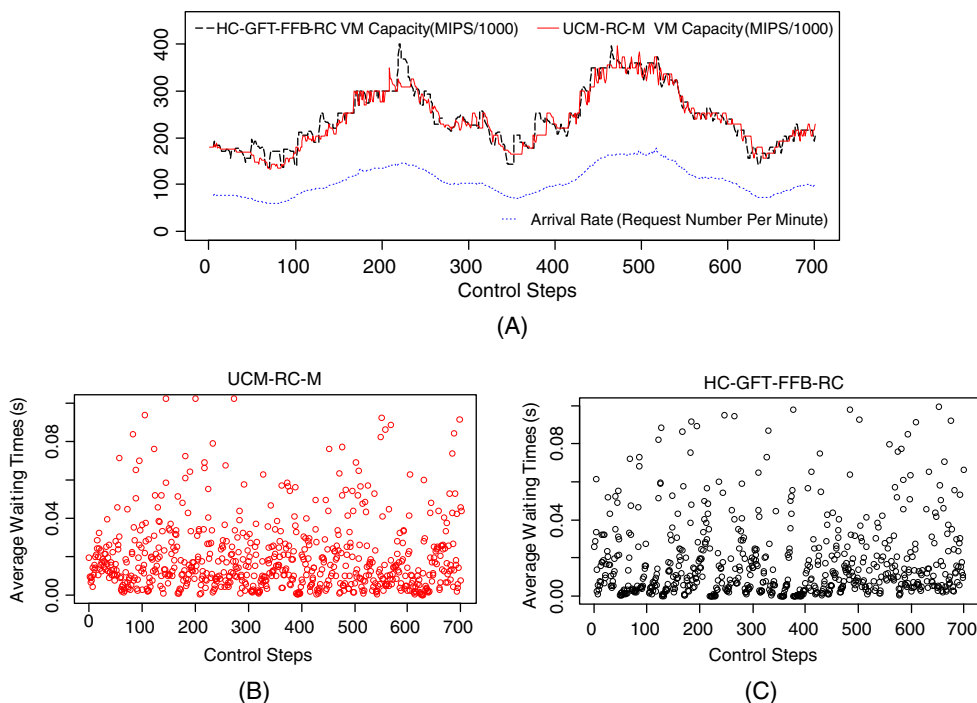 HC-GFT-FFB-RC VM Capacity(MIPS/1000) UCM-RC-M VM Capacity(MIPS/1000)
400
300
200
100
0
Arrival Rate (Request Number Per Minute)
0 100 200 300 400 500 600 700
Control Steps
(A)
UCM-RC-M
Average Waiting Times (s)
0.08
0.04
0.00
0 100 200 300 400 500 600 700
Control Steps
(B)
HC-GFT-FFB-RC
Average Waiting Times (s)
0.08
0.04
0.00
0 100 200 300 400 500 600 700
Control Steps
(C)